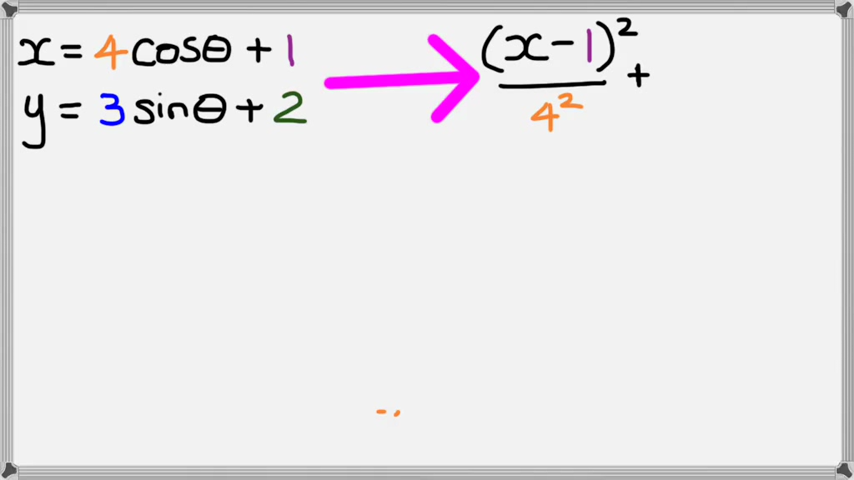 x = 4cosθ + 1
y = 3sinθ + 2
(x - 1)²
4²
+